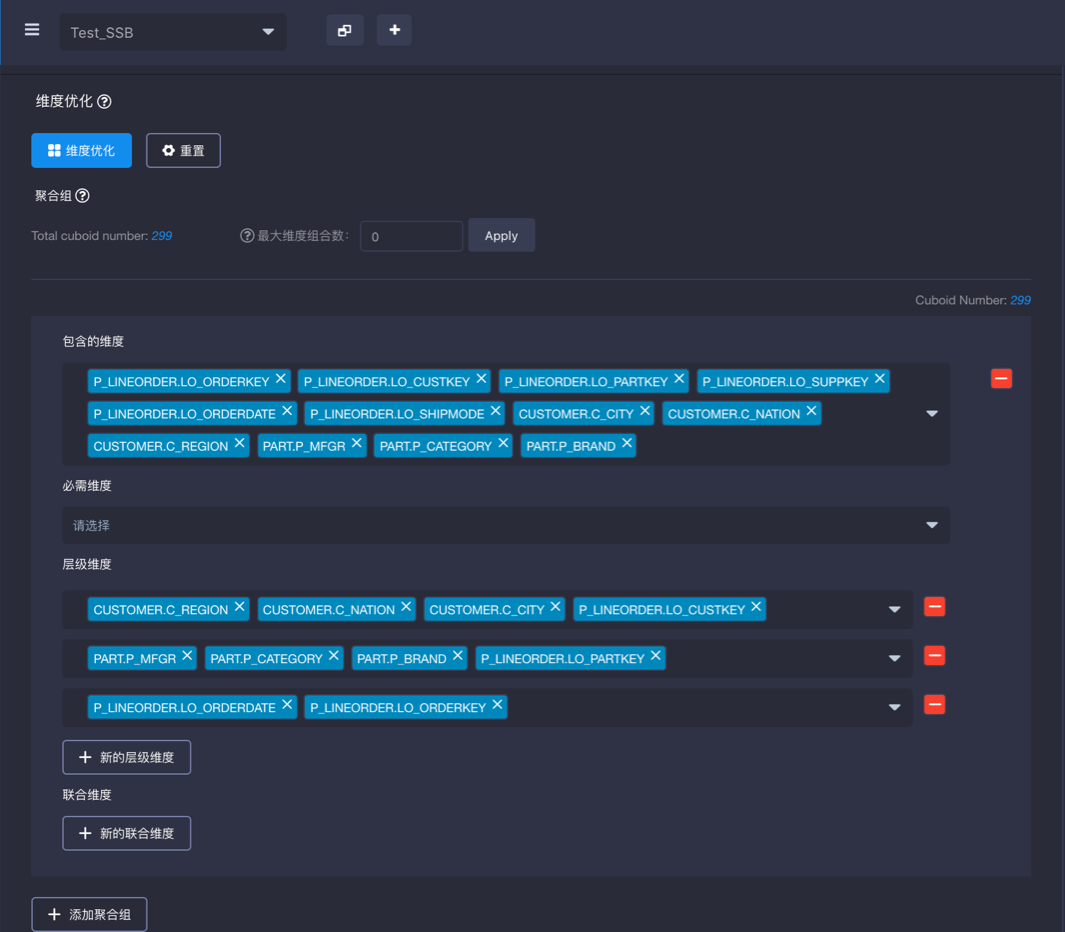 Test_SSB
维度优化
维度优化 重置
聚合组
Total cuboid number: 299 最大维度组合数: 0 Apply
Cuboid Number: 299
包含的维度
P_LINEORDER.LO_ORDERKEY P_LINEORDER.LO_CUSTKEY P_LINEORDER.LO_PARTKEY P_LINEORDER.LO_SUPPKEY
P_LINEORDER.LO_ORDERDATE P_LINEORDER.LO_SHIPMODE CUSTOMER.C_CITY CUSTOMER.C_NATION
CUSTOMER.C_REGION PART.P_MFGR PART.P_CATEGORY PART.P_BRAND
必需维度
请选择
层级维度
CUSTOMER.C_REGION CUSTOMER.C_NATION CUSTOMER.C_CITY P_LINEORDER.LO_CUSTKEY
PART.P_MFGR PART.P_CATEGORY PART.P_BRAND P_LINEORDER.LO_PARTKEY
P_LINEORDER.LO_ORDERDATE P_LINEORDER.LO_ORDERKEY
新的层级维度
联合维度
新的联合维度
添加聚合组